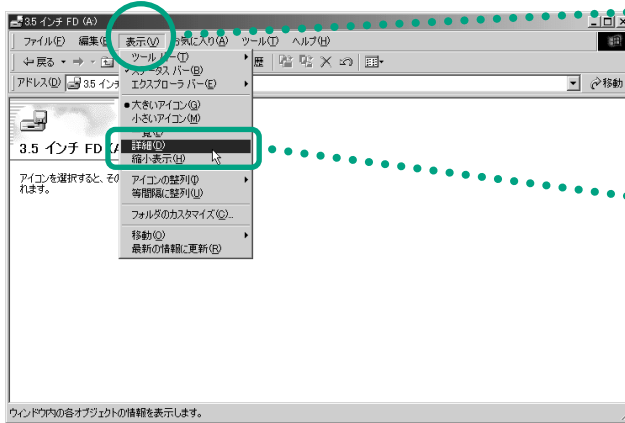 3.5 インチ FD (A)
ファイル(F) 表示(V) お気に入り(A) ツール(T) ヘルプ(H)
戻る
アドレス(D) 3.5 移動
ツール バー(T)
ステータス バー(B)
エクスプローラ バー(E)
大きいアイコン(G)
小さいアイコン(M)
詳細(D)
縮小表示(H)
アイコンの整列(I)
等間隔に整列(U)
フォルダのカスタマイズ(C)...
移動(O)
最新の情報に更新(R)
3.5 インチ FD
アイコンを選択すると、
れます。
ウィンドウ内の各オブジェクトの情報を表示します。